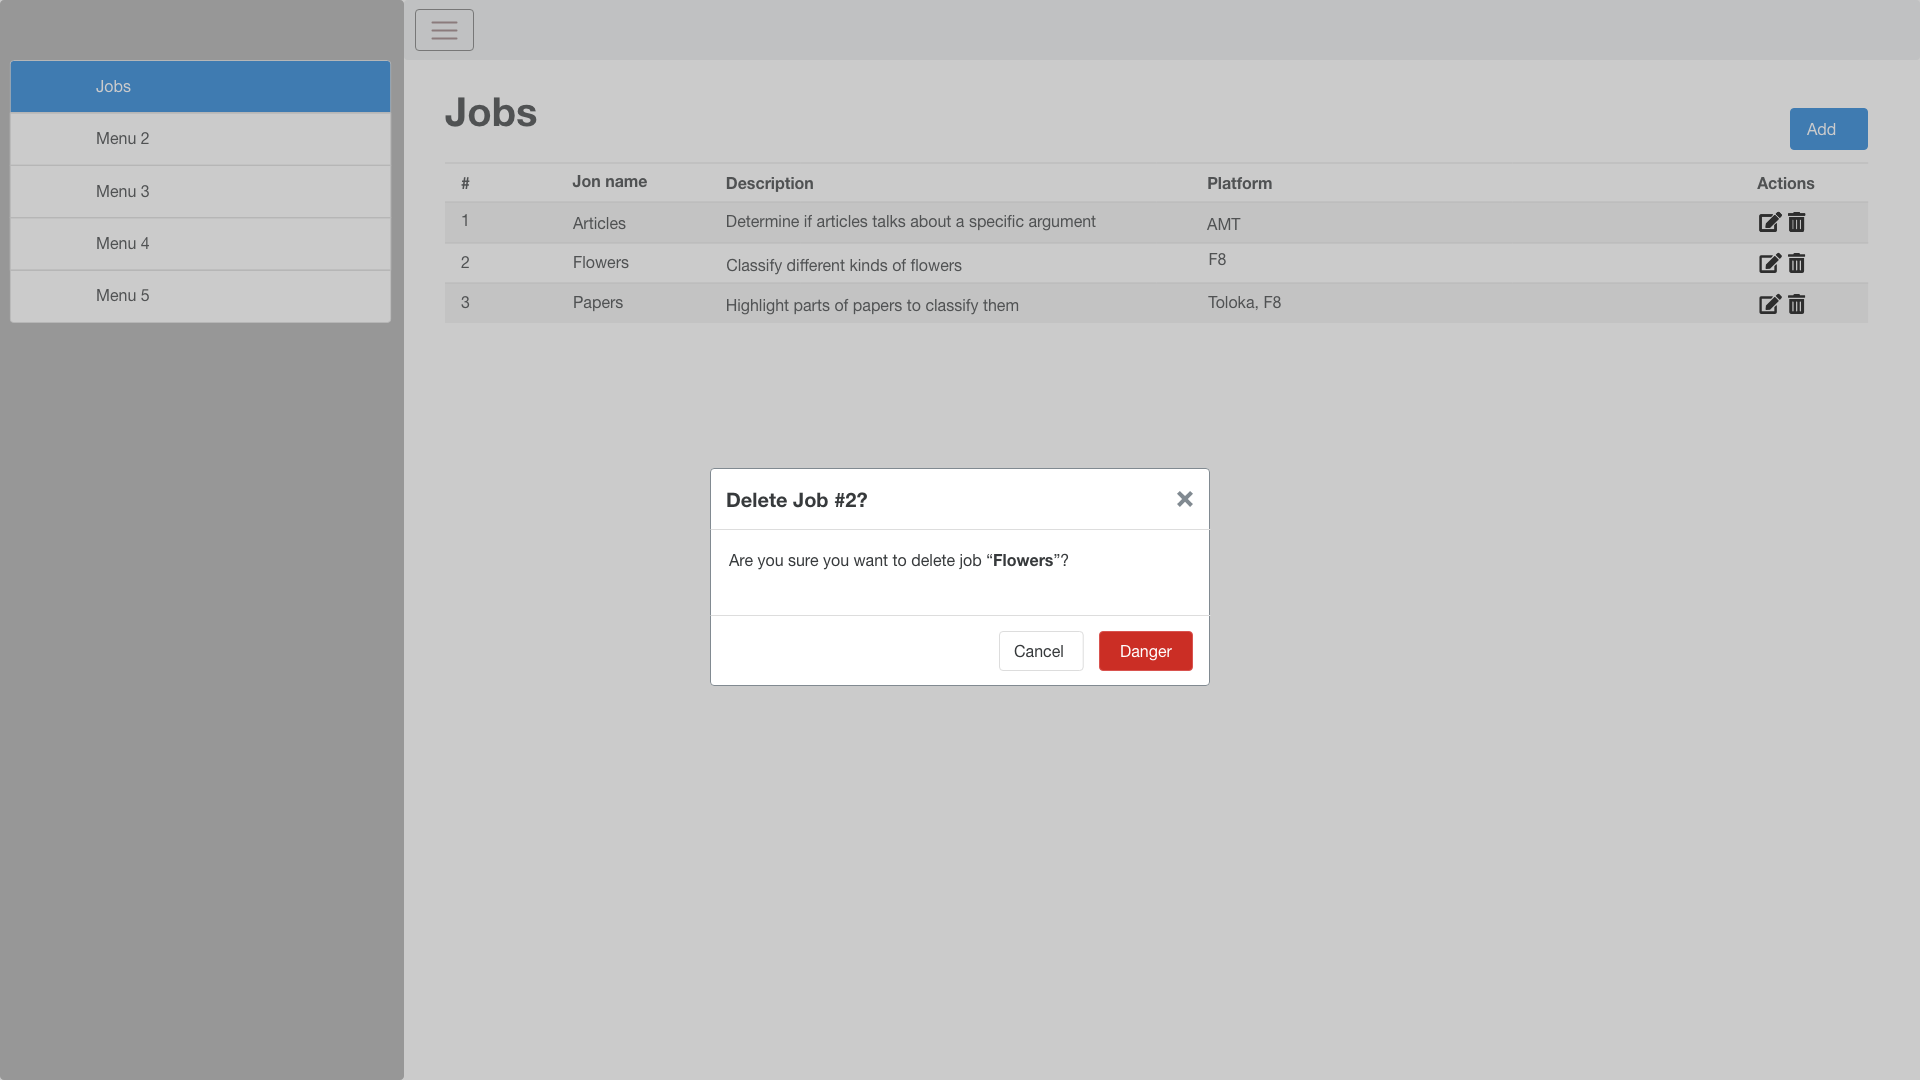 Jobs
Menu 2
Menu 3
Menu 4
Menu 5
Jobs
Add
# Jon name Description Platform Actions
1 Articles Determine if articles talks about a specific argument AMT
2 Flowers Classify different kinds of flowers F8
3 Papers Highlight parts of papers to classify them Toloka, F8
Delete Job #2?
Are you sure you want to delete job “Flowers”?
Cancel Danger